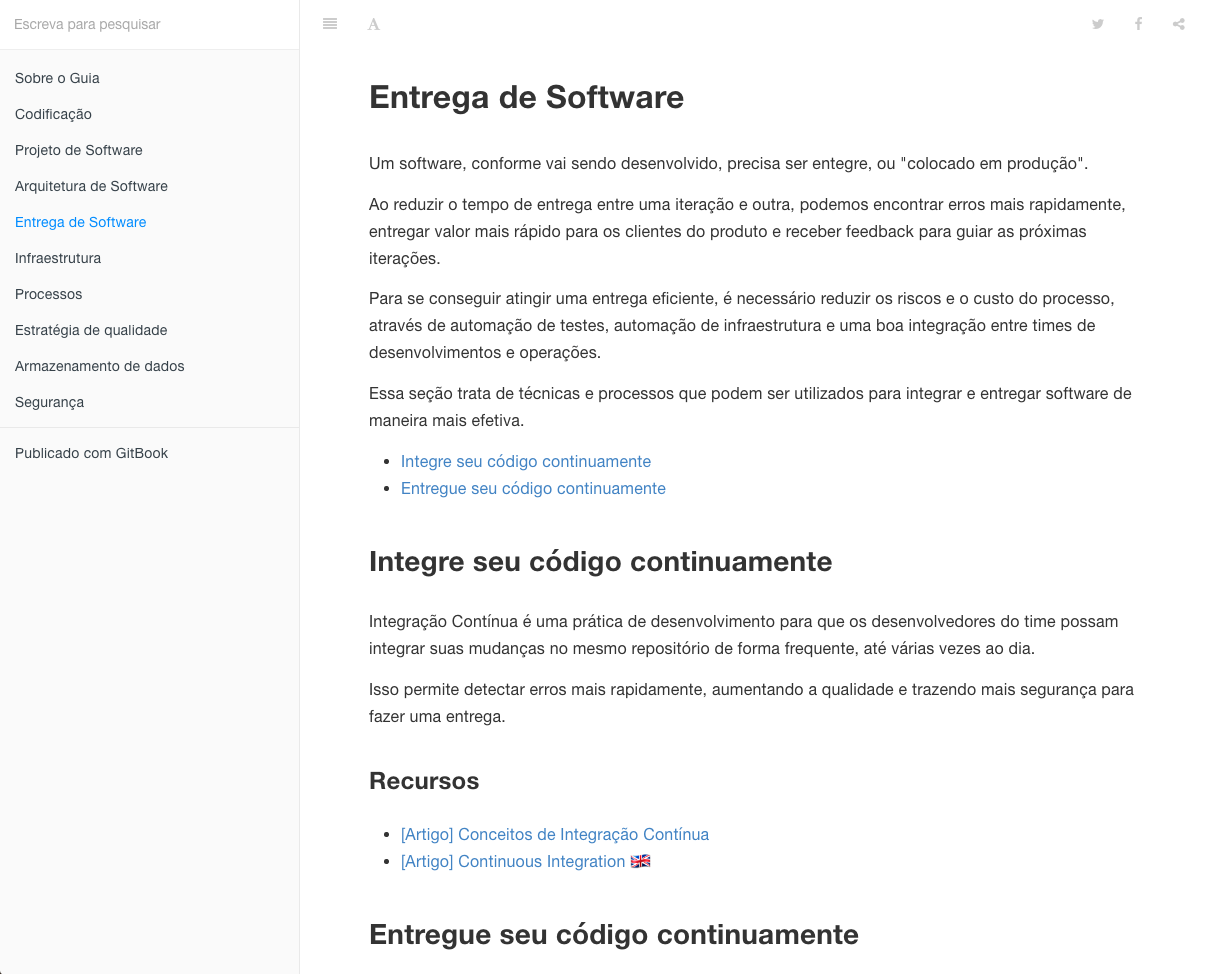 Escreva para pesquisar
A
Sobre o Guia
Codificação
Projeto de Software
Arquitetura de Software
Entrega de Software
Infraestrutura
Processos
Estratégia de qualidade
Armazenamento de dados
Segurança
Publicado com GitBook
Entrega de Software
Um software, conforme vai sendo desenvolvido, precisa ser entegre, ou "colocado em produção".
Ao reduzir o tempo de entrega entre uma iteração e outra, podemos encontrar erros mais rapidamente,
entregar valor mais rápido para os clientes do produto e receber feedback para guiar as próximas
iterações.
Para se conseguir atingir uma entrega eficiente, é necessário reduzir os riscos e o custo do processo,
através de automação de testes, automação de infraestrutura e uma boa integração entre times de
desenvolvimentos e operações.
Essa seção trata de técnicas e processos que podem ser utilizados para integrar e entregar software de
maneira mais efetiva.
• Integre seu código continuamente
• Entregue seu código continuamente
Integre seu código continuamente
Integração Contínua é uma prática de desenvolvimento para que os desenvolvedores do time possam
integrar suas mudanças no mesmo repositório de forma frequente, até várias vezes ao dia.
Isso permite detectar erros mais rapidamente, aumentando a qualidade e trazendo mais segurança para
fazer uma entrega.
Recursos
• [Artigo] Conceitos de Integração Contínua
• [Artigo] Continuous Integration 🇬🇧
Entregue seu código continuamente